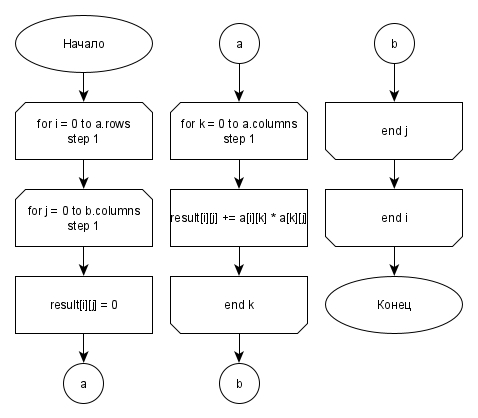 Начало
for i = 0 to a.rows
step 1
for j = 0 to b.columns
step 1
result[i][j] = 0
a
a
for k = 0 to a.columns
step 1
result[i][j] += a[i][k] * a[k][j]
end k
b
b
end j
end i
Конец